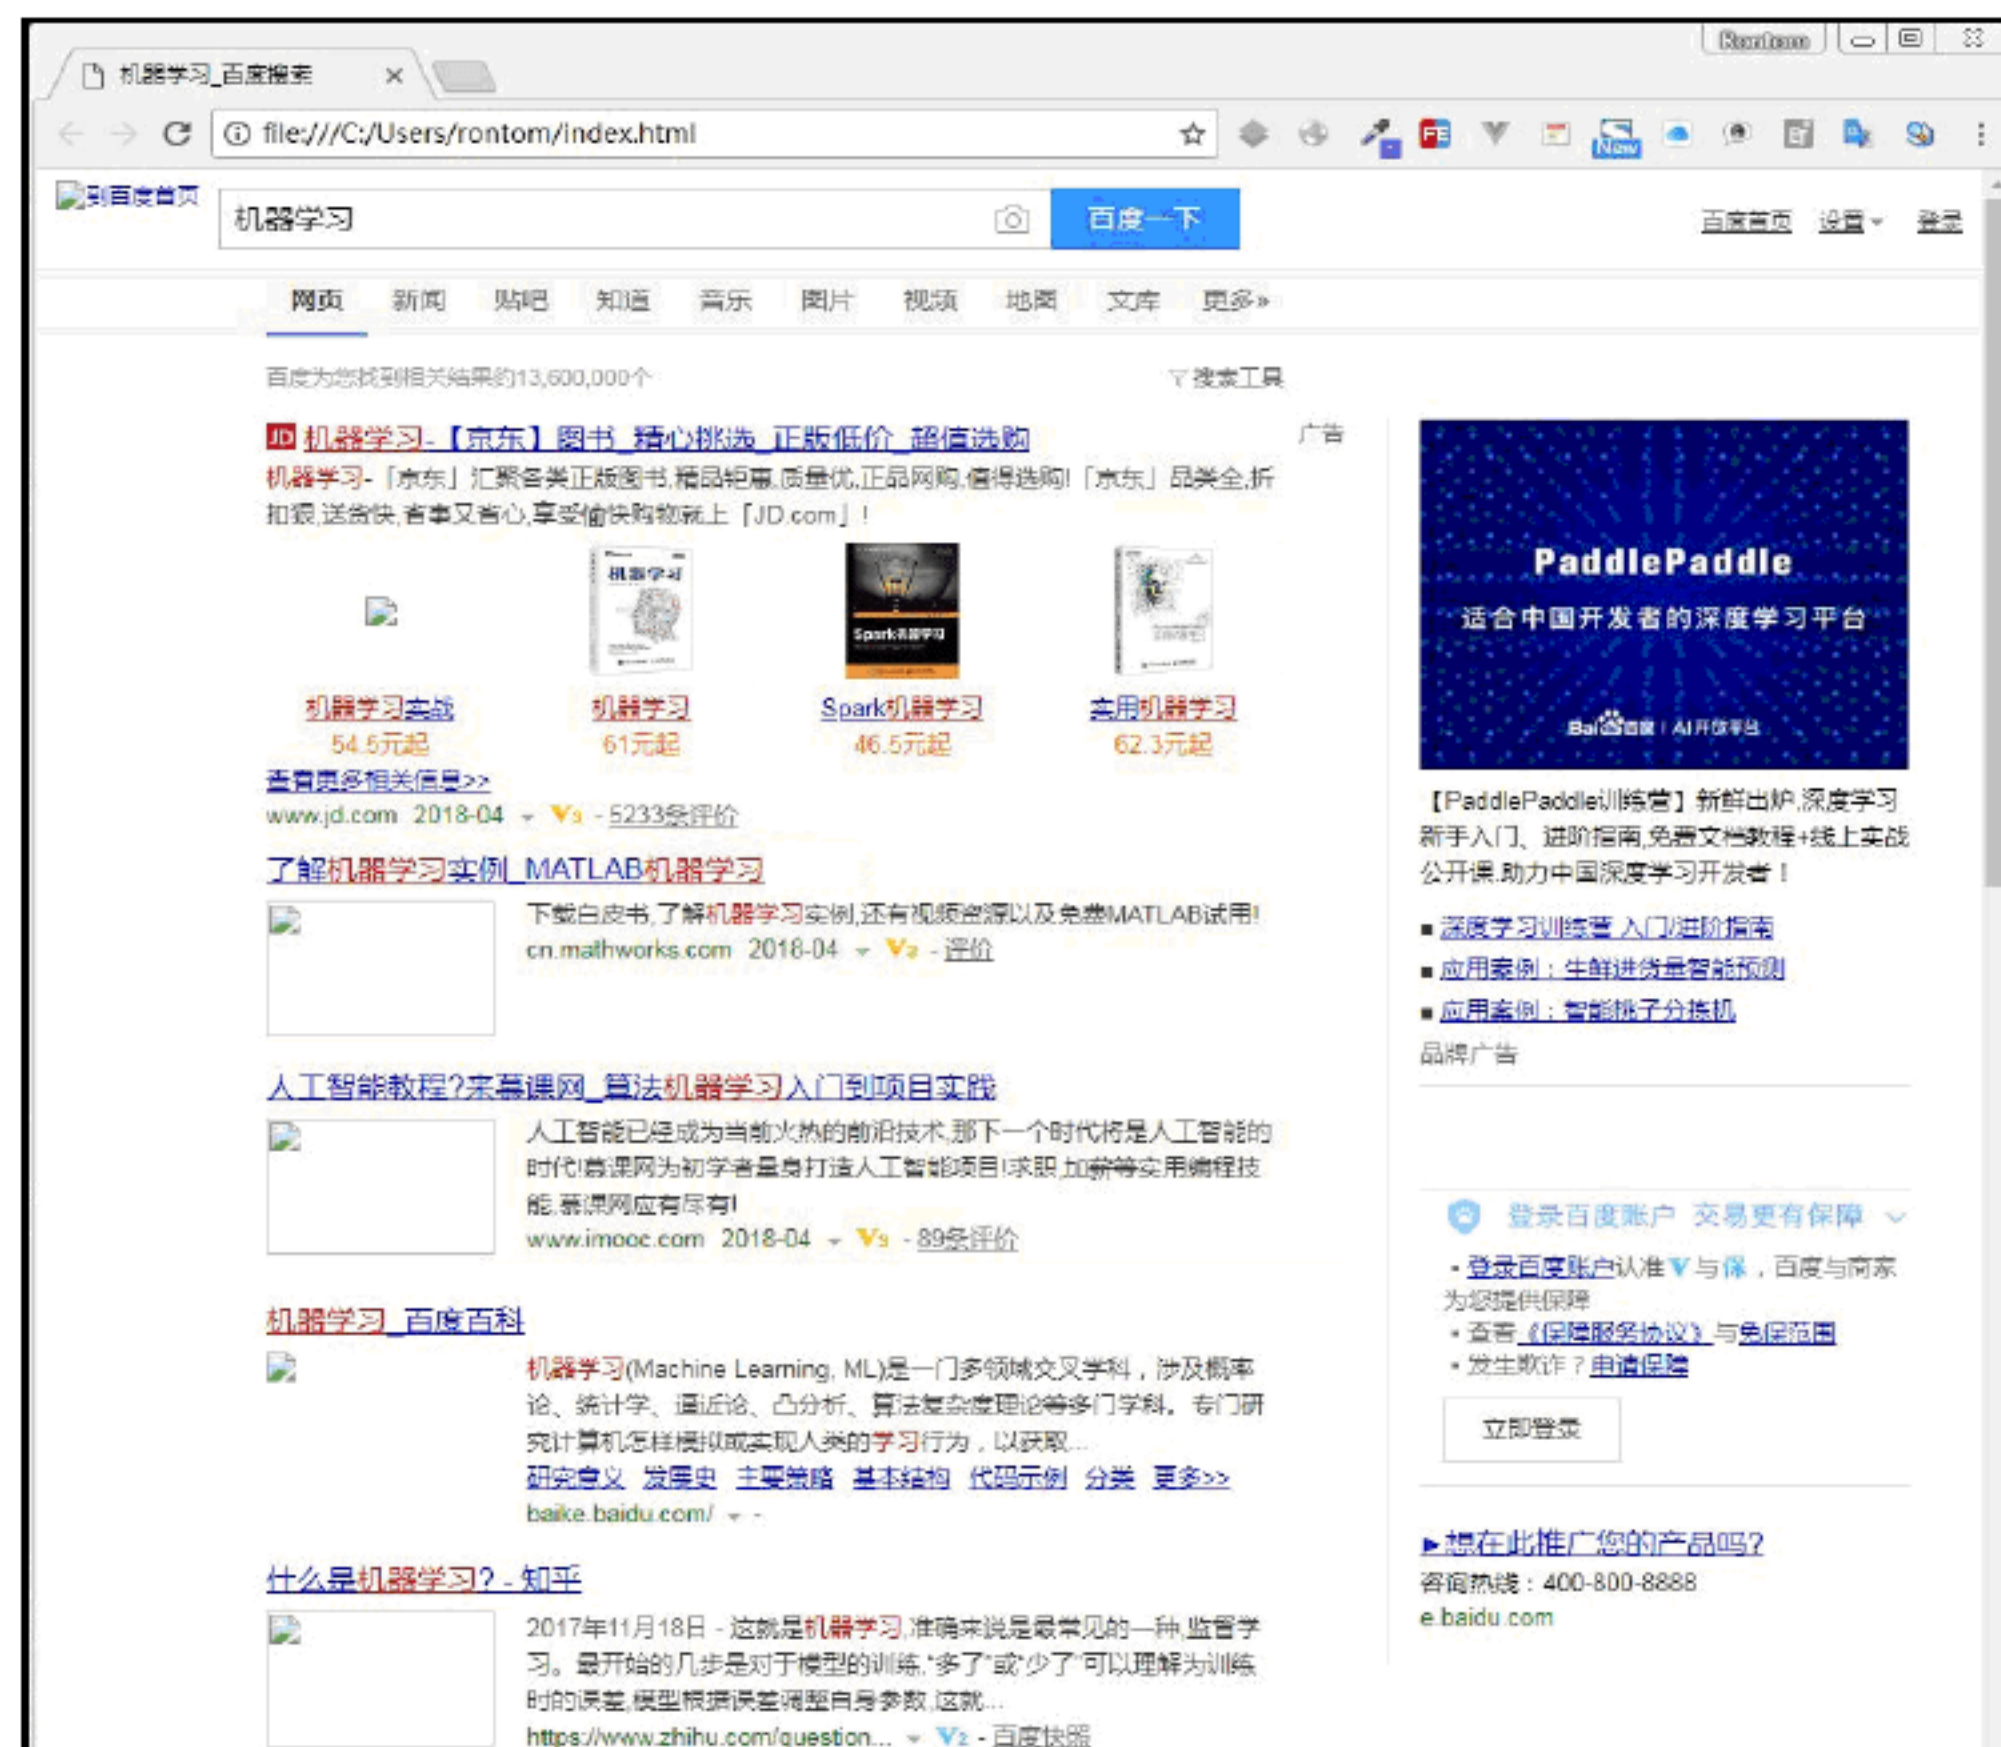 Rontom
机器学习_百度搜索
file:///C:/Users/rontom/index.html
FE
New
到百度首页
机器学习
百度一下
百度首页 设置 登录
网页 新闻 贴吧 知道 音乐 图片 视频 地图 文库 更多»
百度为您找到相关结果约13,600,000个
搜索工具
JD 机器学习-【京东】图书_精心挑选_正版低价_超值选购
广告
机器学习-「京东」汇聚各类正版图书,精品钜惠,质量优,正品网购,值得选购!「京东」品类全,折
扣狠,送货快,省事又省心,享受愉快购物就上「JD.com」!
机器学习
Spark机器学习
机器学习实战 机器学习 Spark机器学习 实用机器学习
54.5元起 61元起 46.5元起 62.3元起
查看更多相关信息>>
www.jd.com 2018-04 V3 - 5233条评价
了解机器学习实例_MATLAB机器学习
下载白皮书,了解机器学习实例,还有视频资源以及免费MATLAB试用!
cn.mathworks.com 2018-04 V2 - 评价
人工智能教程?来慕课网_算法机器学习入门到项目实践
人工智能已经成为当前火热的前沿技术,那下一个时代将是人工智能的
时代!慕课网为初学者量身打造人工智能项目!求职,加薪等实用编程技
能,慕课网应有尽有!
www.imooc.com 2018-04 V3 - 89条评价
机器学习_百度百科
机器学习(Machine Learning, ML)是一门多领域交叉学科，涉及概率
论、统计学、逼近论、凸分析、算法复杂度理论等多门学科。专门研
究计算机怎样模拟或实现人类的学习行为，以获取...
研究意义 发展史 主要策略 基本结构 代码示例 分类 更多>>
baike.baidu.com/ -
什么是机器学习? - 知乎
2017年11月18日 - 这就是机器学习,准确来说是最常见的一种,监督学
习。最开始的几步是对于模型的训练,“多了”或“少了”可以理解为训练
时的误差,模型根据误差调整自身参数,这就...
https://www.zhihu.com/question... V2 - 百度快照
PaddlePaddle
适合中国开发者的深度学习平台
Bai百度 | AI开放平台
【PaddlePaddle训练营】新鲜出炉,深度学习
新手入门、进阶指南,免费文档教程+线上实战
公开课.助力中国深度学习开发者！
深度学习训练营 入门/进阶指南
应用案例：生鲜进货量智能预测
应用案例：智能桃子分拣机
品牌广告
登录百度账户 交易更有保障
登录百度账户认准V与保，百度与商家
为您提供保障
查看《保障服务协议》与免保范围
发生欺诈？申请保障
立即登录
►想在此推广您的产品吗?
咨询热线：400-800-8888
e.baidu.com